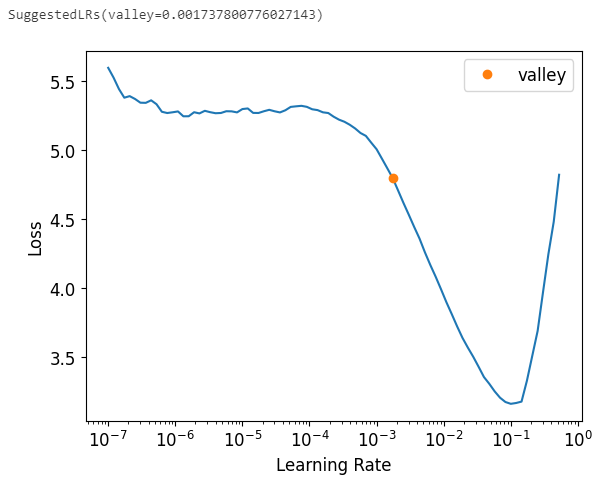 SuggestedLRs(valley=0.001737800776027143)
valley
5.5
5.0
4.5
4.0
3.5
Loss
10⁻⁷ 10⁻⁶ 10⁻⁵ 10⁻⁴ 10⁻³ 10⁻² 10⁻¹ 10⁰
Learning Rate